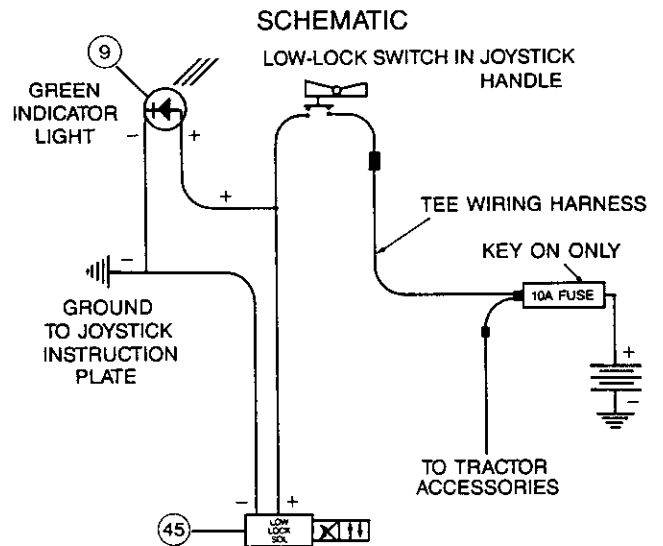 SCHEMATIC
9
LOW-LOCK SWITCH IN JOYSTICK
HANDLE
GREEN
INDICATOR
LIGHT
- +
+
TEE WIRING HARNESS
KEY ON ONLY
10A FUSE
-
GROUND
TO JOYSTICK
INSTRUCTION
PLATE
+
-
TO TRACTOR
ACCESSORIES
- +
45
LOW
LOCK
SOL